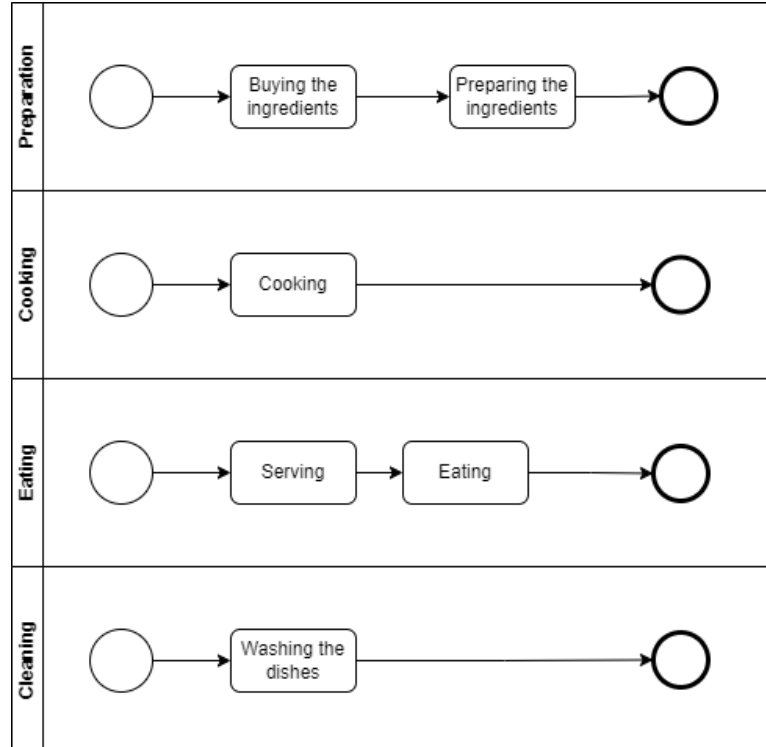 Preparation
Buying the
ingredients
Preparing the
ingredients
Cooking
Cooking
Eating
Serving
Eating
Cleaning
Washing the
dishes